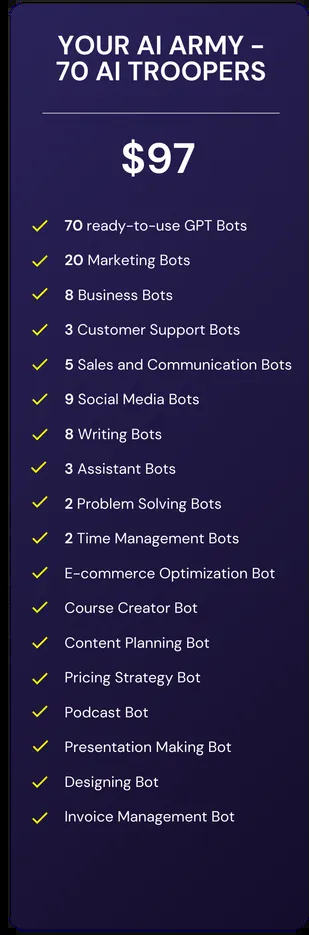 YOUR AI ARMY -
70 AI TROOPERS
$97
70 ready-to-use GPT Bots
20 Marketing Bots
8 Business Bots
3 Customer Support Bots
5 Sales and Communication Bots
9 Social Media Bots
8 Writing Bots
3 Assistant Bots
2 Problem Solving Bots
2 Time Management Bots
E-commerce Optimization Bot
Course Creator Bot
Content Planning Bot
Pricing Strategy Bot
Podcast Bot
Presentation Making Bot
Designing Bot
Invoice Management Bot